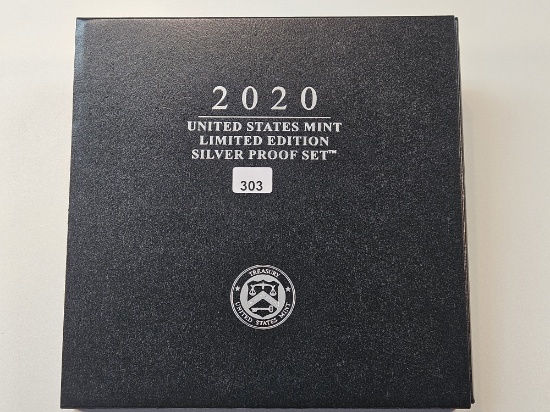 2020
UNITED STATES MINT
LIMITED EDITION
SILVER PROOF SET™
303
TREASURY
UNITED STATES MINT